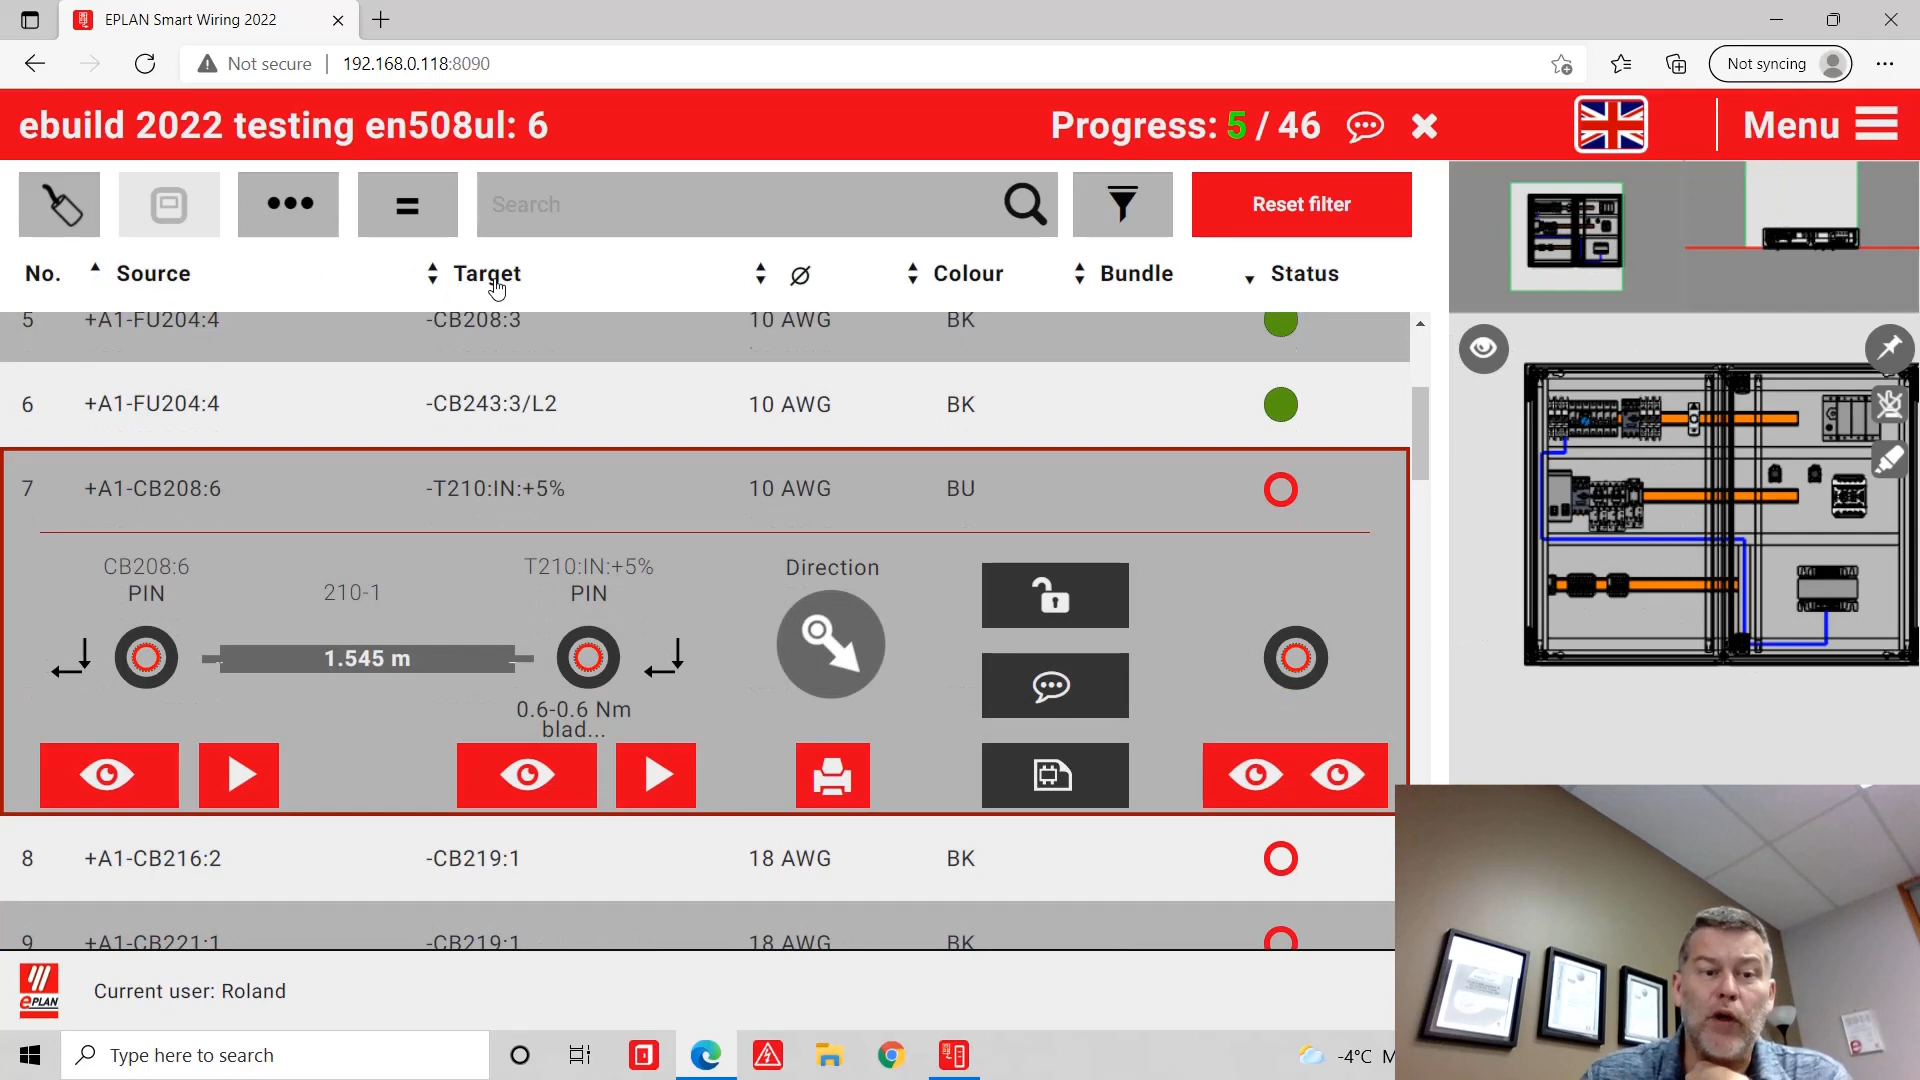 EPLAN Smart Wiring 2022
Not secure
192.168.0.118:8090
Not syncing
ebuild 2022 testing en508ul: 6
Progress: 5 / 46
Menu
Search
Reset filter
No. Source Target Ø Colour Bundle Status
5 +A1-FU204:4 -CB208:3 10 AWG BK
6 +A1-FU204:4 -CB243:3/L2 10 AWG BK
7 +A1-CB208:6 -T210:IN:+5% 10 AWG BU
CB208:6
PIN
210-1
1.545 m
T210:IN:+5%
PIN
0.6-0.6 Nm
blad...
Direction
8 +A1-CB216:2 -CB219:1 18 AWG BK
9 +A1-CB221:1 -CB219:1 18 AWG BK
ePLAN
Current user: Roland
Type here to search
-4°C M